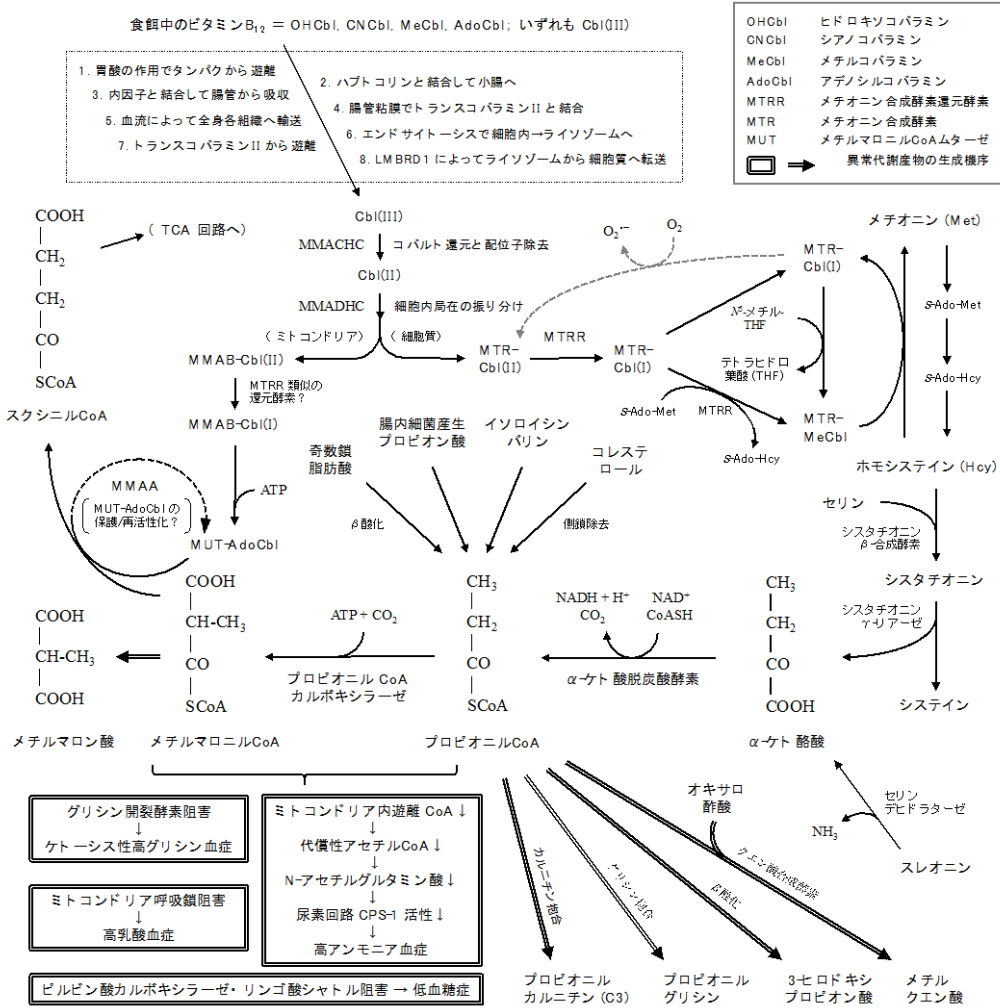 食餌中のビタミンB₁₂ = OHCbl, CNCbl, MeCbl, AdoCbl; いずれも Cbl(III)
1. 胃酸の作用でタンパクから遊離
2. ハプトコリンと結合して小腸へ
3. 内因子と結合して腸管から吸収
4. 腸管粘膜でトランスコバラミンII と結合
5. 血流によって全身各組織へ輸送
6. エンドサイトーシスで細胞内→ライソゾームへ
7. トランスコバラミンII から遊離
8. LMBRD1 によってライソゾームから細胞質へ転送
OHCbl ヒドロキソコバラミン
CNCbl シアノコバラミン
MeCbl メチルコバラミン
AdoCbl アデノシルコバラミン
MTRR メチオニン合成酵素還元酵素
MTR メチオニン合成酵素
MUT メチルマロニルCoAムターゼ
異常代謝産物の生成機序
COOH
CH₂
CH₂
CO
SCoA
スクシニルCoA
( TCA 回路へ)
Cbl(III)
MMACHC コバルト還元と配位子除去
Cbl(II)
MMADHC 細胞内局在の振り分け
(ミトコンドリア)
(細胞質)
MMAB-Cbl(II)
MTRR 類似の
還元酵素?
MMAB-Cbl(I)
ATP
MMAA
MUT-AdoCbl の
保護/再活性化?
MUT-AdoCbl
MTR-
Cbl(II)
MTRR
MTR-
Cbl(I)
O₂•−
O₂
MTR-
Cbl(I)
N⁵-メチル-
THF
テトラヒドロ
葉酸(THF)
S-Ado-Met
MTRR
S-Ado-Hcy
MTR-
MeCbl
メチオニン (Met)
S-Ado-Met
S-Ado-Hcy
ホモシステイン (Hcy)
セリン
シスタチオニン
β-合成酵素
シスタチオニン
シスタチオニン
γ-リアーゼ
システイン
奇数鎖
脂肪酸
腸内細菌産生
プロピオン酸
イソロイシン
バリン
コレステ
ロール
β酸化
側鎖除去
COOH
CH-CH₃
COOH
メチルマロン酸
COOH
CH-CH₃
CO
SCoA
メチルマロニルCoA
ATP + CO₂
プロピオニル CoA
カルボキシラーゼ
CH₃
CH₂
CO
SCoA
プロピオニルCoA
NADH + H⁺
CO₂
NAD⁺
CoASH
α-ケト 酸脱炭酸酵素
CH₃
CH₂
CO
COOH
α-ケト 酪酸
セリン
デヒドラターゼ
NH₃
スレオニン
グリシン開裂酵素阻害
↓
ケトーシス性高グリシン血症
ミトコンドリア呼吸鎖阻害
↓
高乳酸血症
ミトコンドリア内遊離 CoA ↓
↓
代償性アセチルCoA ↓
↓
N-アセチルグルタミン酸 ↓
↓
尿素回路 CPS-1 活性 ↓
↓
高アンモニア血症
ピルビン酸カルボキシラーゼ・リンゴ酸シャトル阻害 → 低血糖症
オキサロ
酢酸
カルニチン抱合
グリシン抱合
β酸化
クエン酸合成酵素
プロピオニル
カルニチン (C3)
プロピオニル
グリシン
3-ヒロドキシ
プロピオン酸
メチル
クエン酸